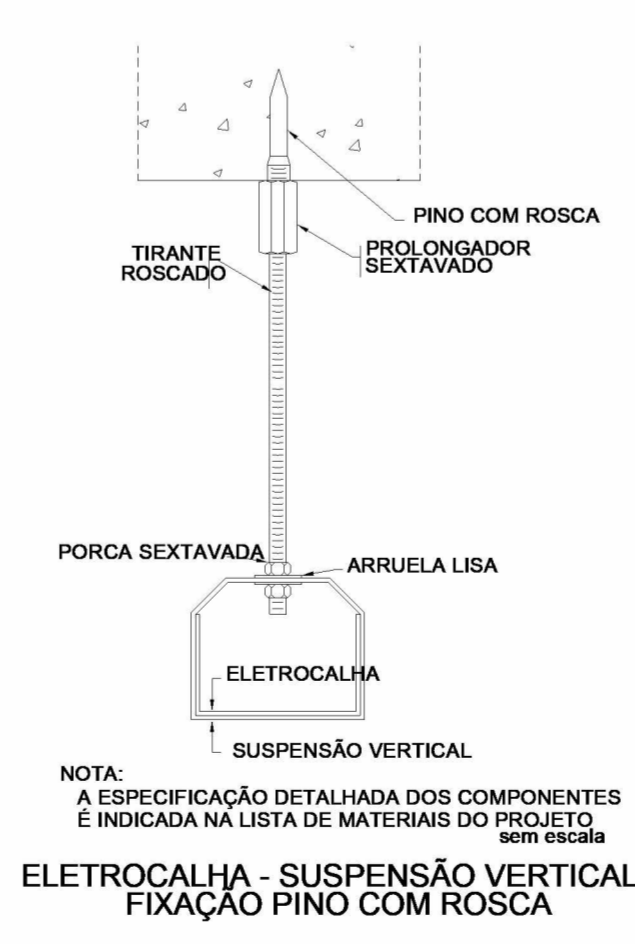 PINO COM ROSCA
TIRANTE
ROSCADO
PROLONGADOR
SEXTAVADO
PORCA SEXTAVADA
ARRUELA LISA
ELETROCALHA
SUSPENSÃO VERTICAL
NOTA:
A ESPECIFICAÇÃO DETALHADA DOS COMPONENTES
É INDICADA NA LISTA DE MATERIAIS DO PROJETO
sem escala
ELETROCALHA - SUSPENSÃO VERTICAL
FIXAÇÃO PINO COM ROSCA